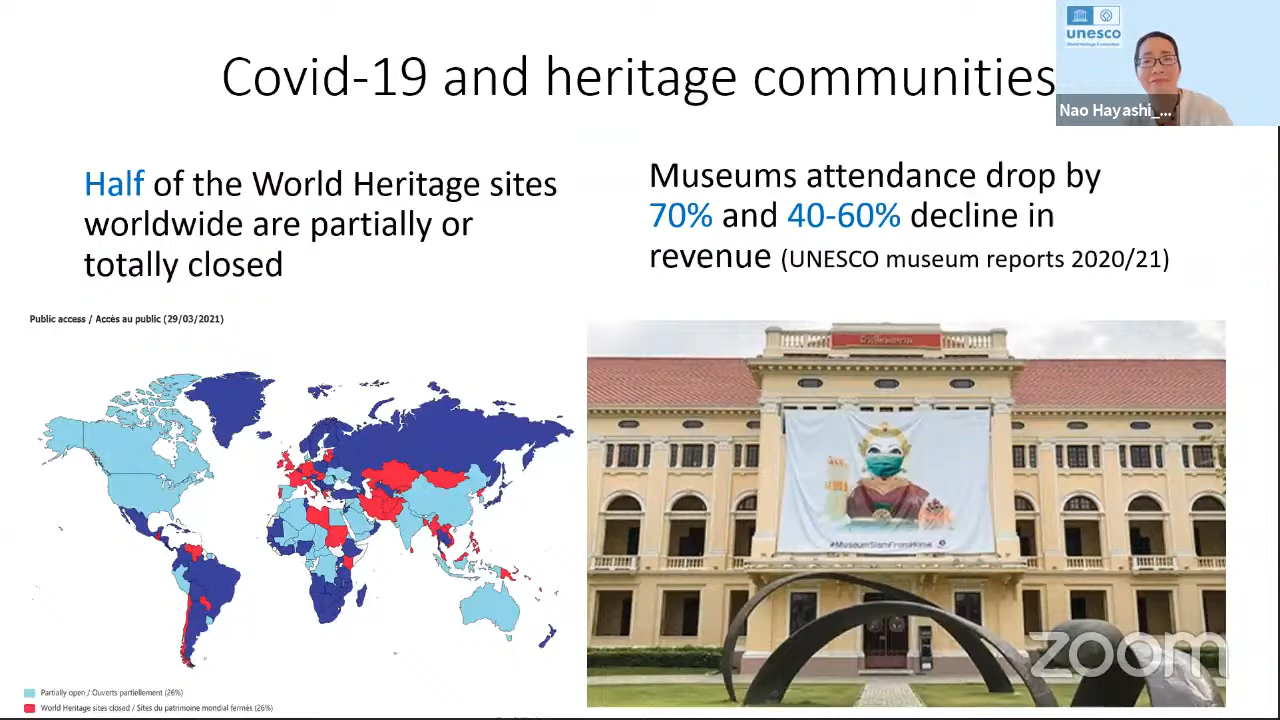 Covid-19 and heritage communities
unesco
World Heritage Convention
Nao Hayashi_...
Half of the World Heritage sites
worldwide are partially or
totally closed
Museums attendance drop by
70% and 40-60% decline in
revenue (UNESCO museum reports 2020/21)
Public access / Accès au public (29/03/2021)
#MuseumSiamFromHome
Partially open / Ouverts partiellement (26%)
World Heritage sites closed / Sites du patrimoine mondial fermés (26%)
zoom